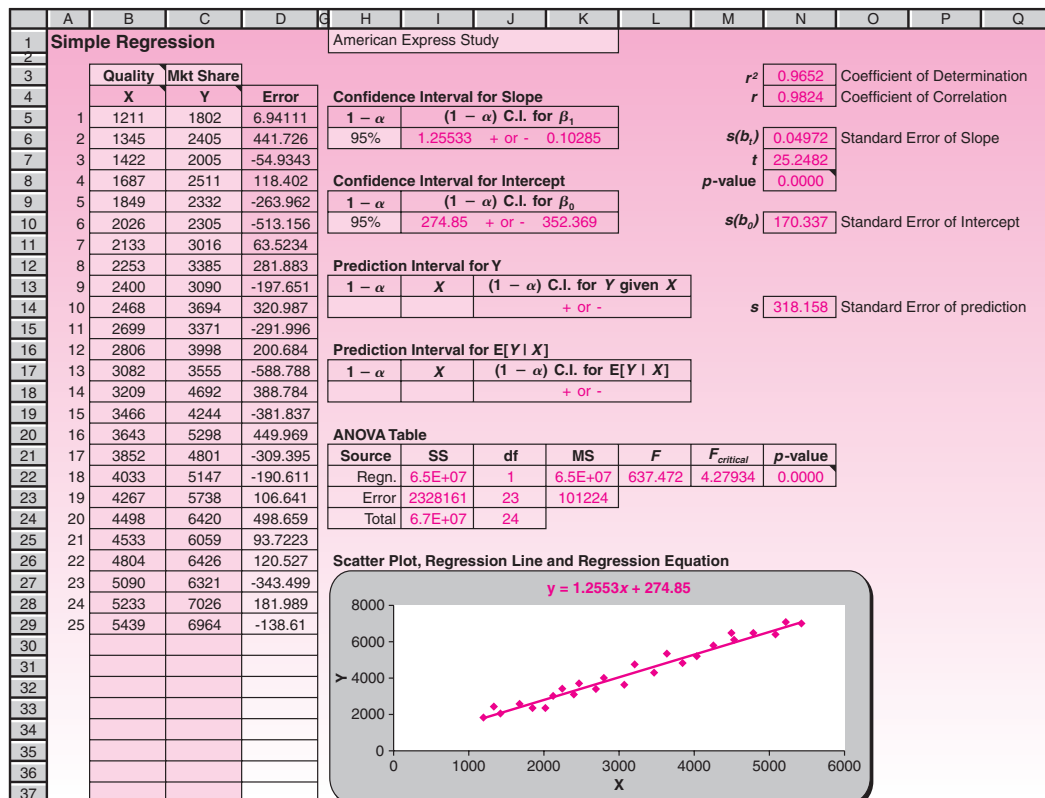 A B C D G H I J K L M N O P Q
1 Simple Regression American Express Study
2
3 Quality Mkt Share r² 0.9652 Coefficient of Determination
4 X Y Error Confidence Interval for Slope r 0.9824 Coefficient of Correlation
5 1 1211 1802 6.94111 1 − α (1 − α) C.I. for β₁
6 2 1345 2405 441.726 95% 1.25533 + or - 0.10285 s(bₜ) 0.04972 Standard Error of Slope
7 3 1422 2005 -54.9343 t 25.2482
8 4 1687 2511 118.402 Confidence Interval for Intercept p-value 0.0000
9 5 1849 2332 -263.962 1 − α (1 − α) C.I. for β₀
10 6 2026 2305 -513.156 95% 274.85 + or - 352.369 s(b₀) 170.337 Standard Error of Intercept
11 7 2133 3016 63.5234
12 8 2253 3385 281.883 Prediction Interval for Y
13 9 2400 3090 -197.651 1 − α X (1 − α) C.I. for Y given X
14 10 2468 3694 320.987 + or - s 318.158 Standard Error of prediction
15 11 2699 3371 -291.996
16 12 2806 3998 200.684 Prediction Interval for E[Y | X]
17 13 3082 3555 -588.788 1 − α X (1 − α) C.I. for E[Y | X]
18 14 3209 4692 388.784 + or -
19 15 3466 4244 -381.837
20 16 3643 5298 449.969 ANOVA Table
21 17 3852 4801 -309.395 Source SS df MS F F critical p-value
22 18 4033 5147 -190.611 Regn. 6.5E+07 1 6.5E+07 637.472 4.27934 0.0000
23 19 4267 5738 106.641 Error 2328161 23 101224
24 20 4498 6420 498.659 Total 6.7E+07 24
25 21 4533 6059 93.7223
26 22 4804 6426 120.527 Scatter Plot, Regression Line and Regression Equation
27 23 5090 6321 -343.499 y = 1.2553x + 274.85
28 24 5233 7026 181.989 8000
29 25 5439 6964 -138.61
30
31 6000
32 Y 4000
33 2000
34
35 0
36 0 1000 2000 3000 4000 5000 6000
37 X